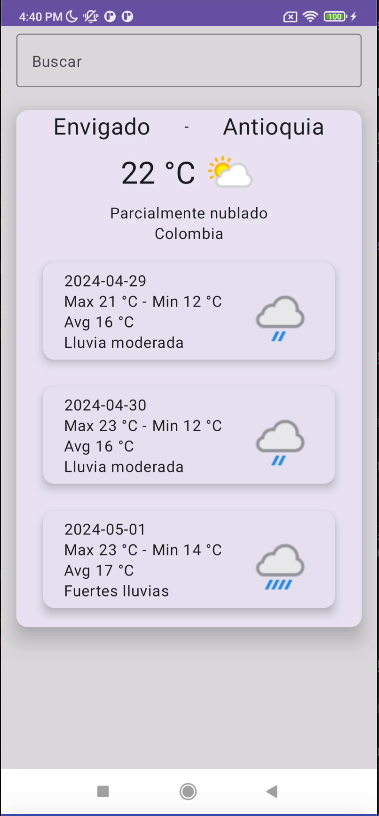 4:40 PM
100
Buscar
Envigado - Antioquia
22 °C
Parcialmente nublado
Colombia
2024-04-29
Max 21 °C - Min 12 °C
Avg 16 °C
Lluvia moderada
2024-04-30
Max 23 °C - Min 12 °C
Avg 16 °C
Lluvia moderada
2024-05-01
Max 23 °C - Min 14 °C
Avg 17 °C
Fuertes lluvias